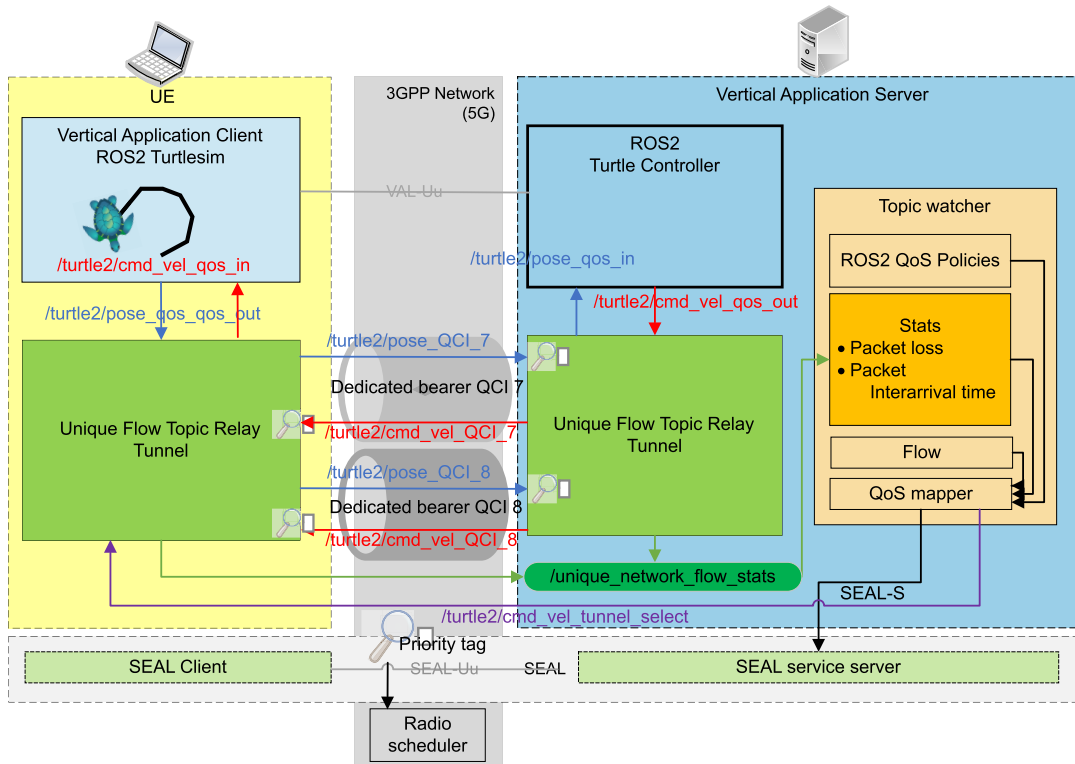 UE
3GPP Network
(5G)
Vertical Application Server
Vertical Application Client
ROS2 Turtlesim
ROS2
Turtle Controller
VAL-Uu
Topic watcher
/turtle2/cmd_vel_qos_in
/turtle2/pose_qos_in
ROS2 QoS Policies
/turtle2/pose_qos_qos_out
/turtle2/cmd_vel_qos_out
Stats
• Packet loss
• Packet
Interarrival time
/turtle2/pose_QCI_7
Dedicated bearer QCI 7
/turtle2/cmd_vel_QCI_7
Unique Flow Topic Relay
Tunnel
Unique Flow Topic Relay
Tunnel
Flow
QoS mapper
/turtle2/pose_QCI_8
Dedicated bearer QCI 8
/turtle2/cmd_vel_QCI_8
/unique_network_flow_stats
SEAL-S
/turtle2/cmd_vel_tunnel_select
Priority tag
SEAL Client
SEAL-Uu
SEAL
SEAL service server
Radio
scheduler